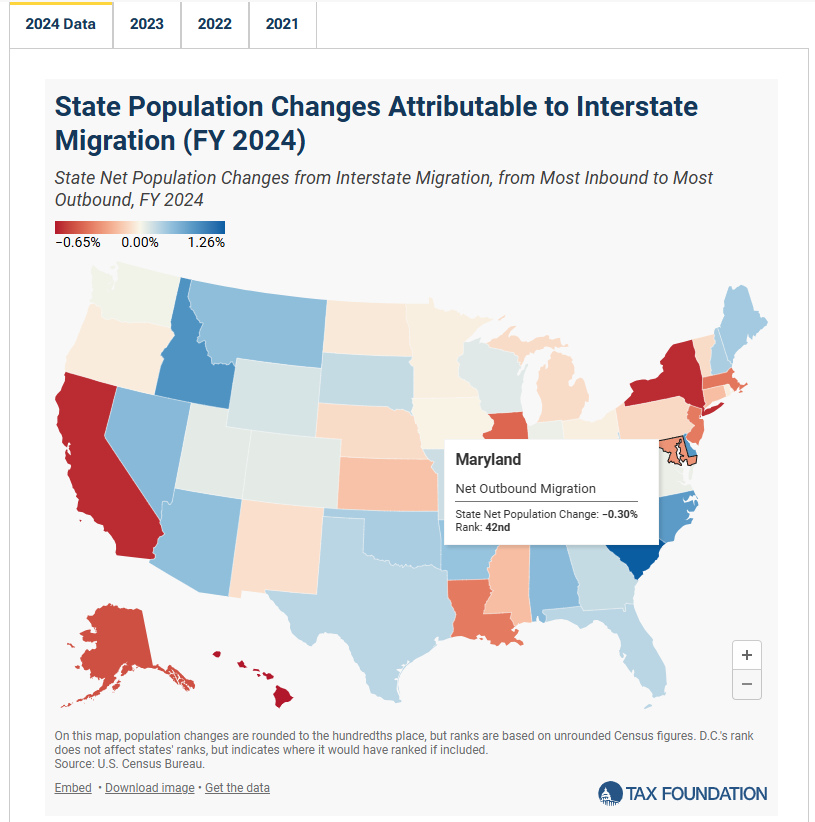 2024 Data
2023
2022
2021
State Population Changes Attributable to Interstate
Migration (FY 2024)
State Net Population Changes from Interstate Migration, from Most Inbound to Most
Outbound, FY 2024
−0.65% 0.00% 1.26%
Maryland
Net Outbound Migration
State Net Population Change: −0.30%
Rank: 42nd
+
−
On this map, population changes are rounded to the hundredths place, but ranks are based on unrounded Census figures. D.C.'s rank
does not affect states' ranks, but indicates where it would have ranked if included.
Source: U.S. Census Bureau.
Embed • Download image • Get the data
TAX FOUNDATION